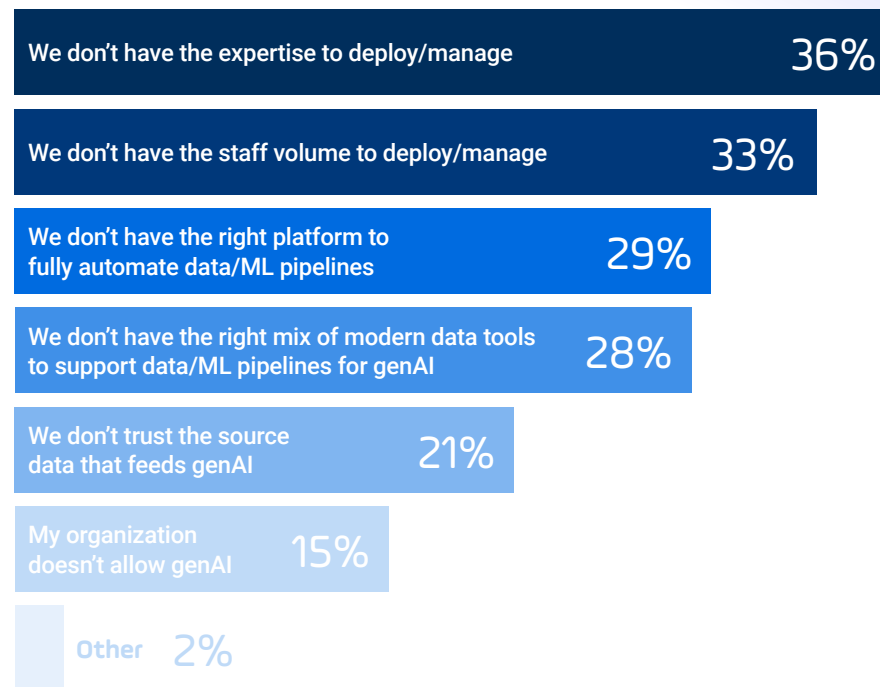 We don’t have the expertise to deploy/manage 36%
We don’t have the staff volume to deploy/manage 33%
We don’t have the right platform to
fully automate data/ML pipelines 29%
We don’t have the right mix of modern data tools
to support data/ML pipelines for genAI 28%
We don’t trust the source
data that feeds genAI 21%
My organization
doesn’t allow genAI 15%
Other 2%